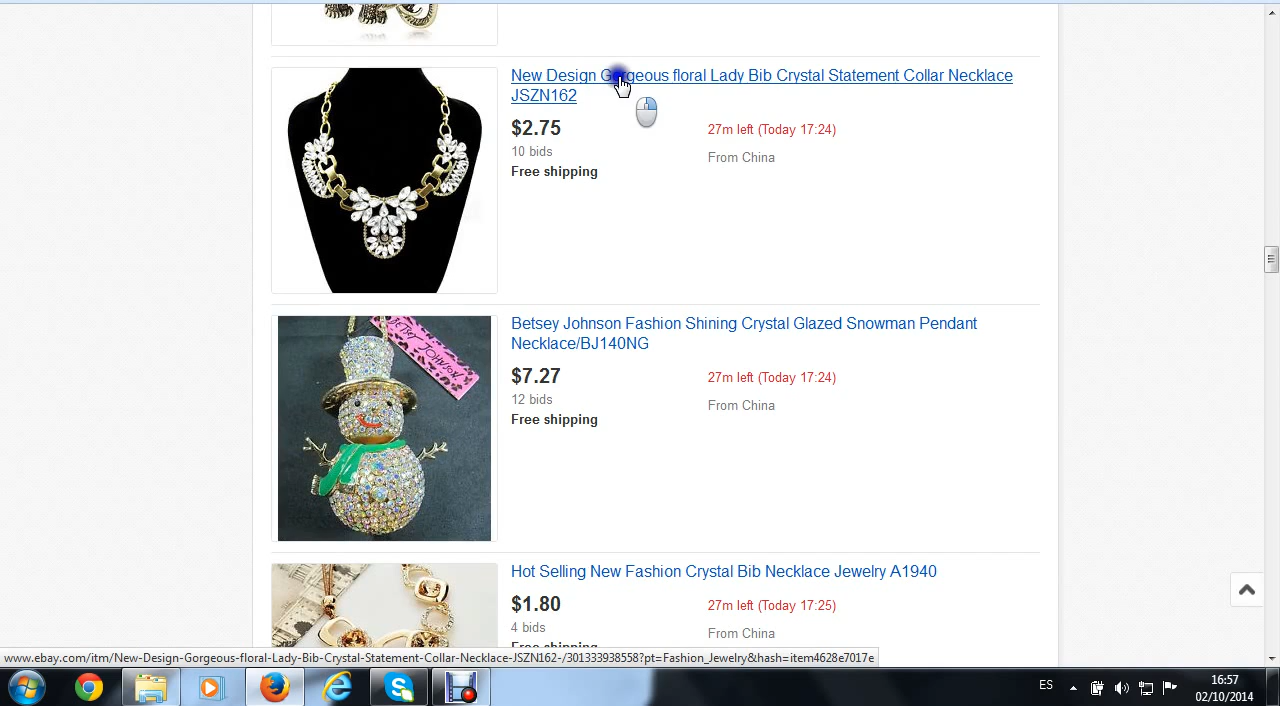 New Design Gorgeous floral Lady Bib Crystal Statement Collar Necklace
JSZN162
$2.75
27m left (Today 17:24)
10 bids
From China
Free shipping
BETSEY JOHNSON
Betsey Johnson Fashion Shining Crystal Glazed Snowman Pendant
Necklace/BJ140NG
$7.27
27m left (Today 17:24)
12 bids
From China
Free shipping
Hot Selling New Fashion Crystal Bib Necklace Jewelry A1940
$1.80
27m left (Today 17:25)
4 bids
From China
Free shipping
www.ebay.com/itm/New-Design-Gorgeous-floral-Lady-Bib-Crystal-Statement-Collar-Necklace-JSZN162-/301333938558?pt=Fashion_Jewelry&hash=item4628e7017e
ES
16:57
02/10/2014